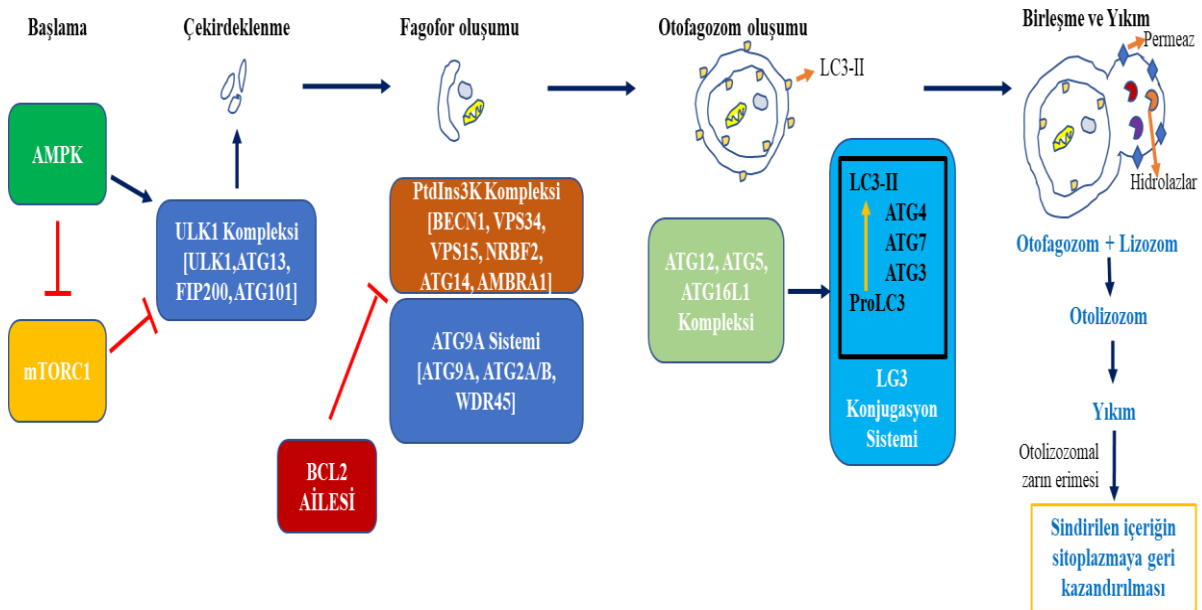 Başlama
Çekirdeklenme
Fagofor oluşumu
Otofagozom oluşumu
Birleşme ve Yıkım
AMPK
mTORC1
ULK1 Kompleksi
[ULK1,ATG13,
FIP200,ATG101]
PtdIns3K Kompleksi
[BECN1, VPS34,
VPS15, NRBF2,
ATG14, AMBRA1]
ATG9A Sistemi
[ATG9A, ATG2A/B,
WDR45]
BCL2
AİLESİ
LC3-II
ATG12, ATG5,
ATG16L1
Kompleksi
LC3-II
ATG4
ATG7
ATG3
ProLC3
LG3
Konjugasyon
Sistemi
Permeaz
Hidrolazlar
Otofagozom + Lizozom
Otolizozom
Yıkım
Otolizozomal
zarın erimesi
Sindirilen içeriğin
sitoplazmaya geri
kazandırılması